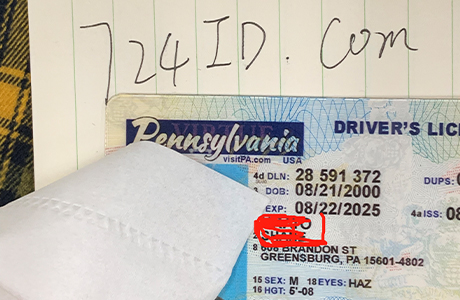 724ID.com
Pennsylvania
DRIVER'S LIC
visitPA.com USA
4d DLN: 28 591 372
DUPS:
3 DOB: 08/21/2000
EXP: 08/22/2025
4a ISS: 08
BRANDON ST
GREENSBURG, PA 15601-4802
15 SEX: M 18 EYES: HAZ
16 HGT: 5'-08